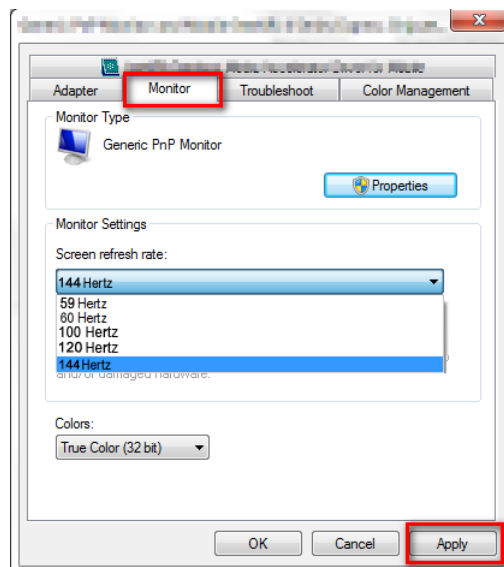 Adapter
Monitor
Troubleshoot
Color Management
Monitor Type
Generic PnP Monitor
Properties
Monitor Settings
Screen refresh rate:
144 Hertz
59 Hertz
60 Hertz
100 Hertz
120 Hertz
144 Hertz
and/or damaged hardware.
Colors:
True Color (32 bit)
OK
Cancel
Apply